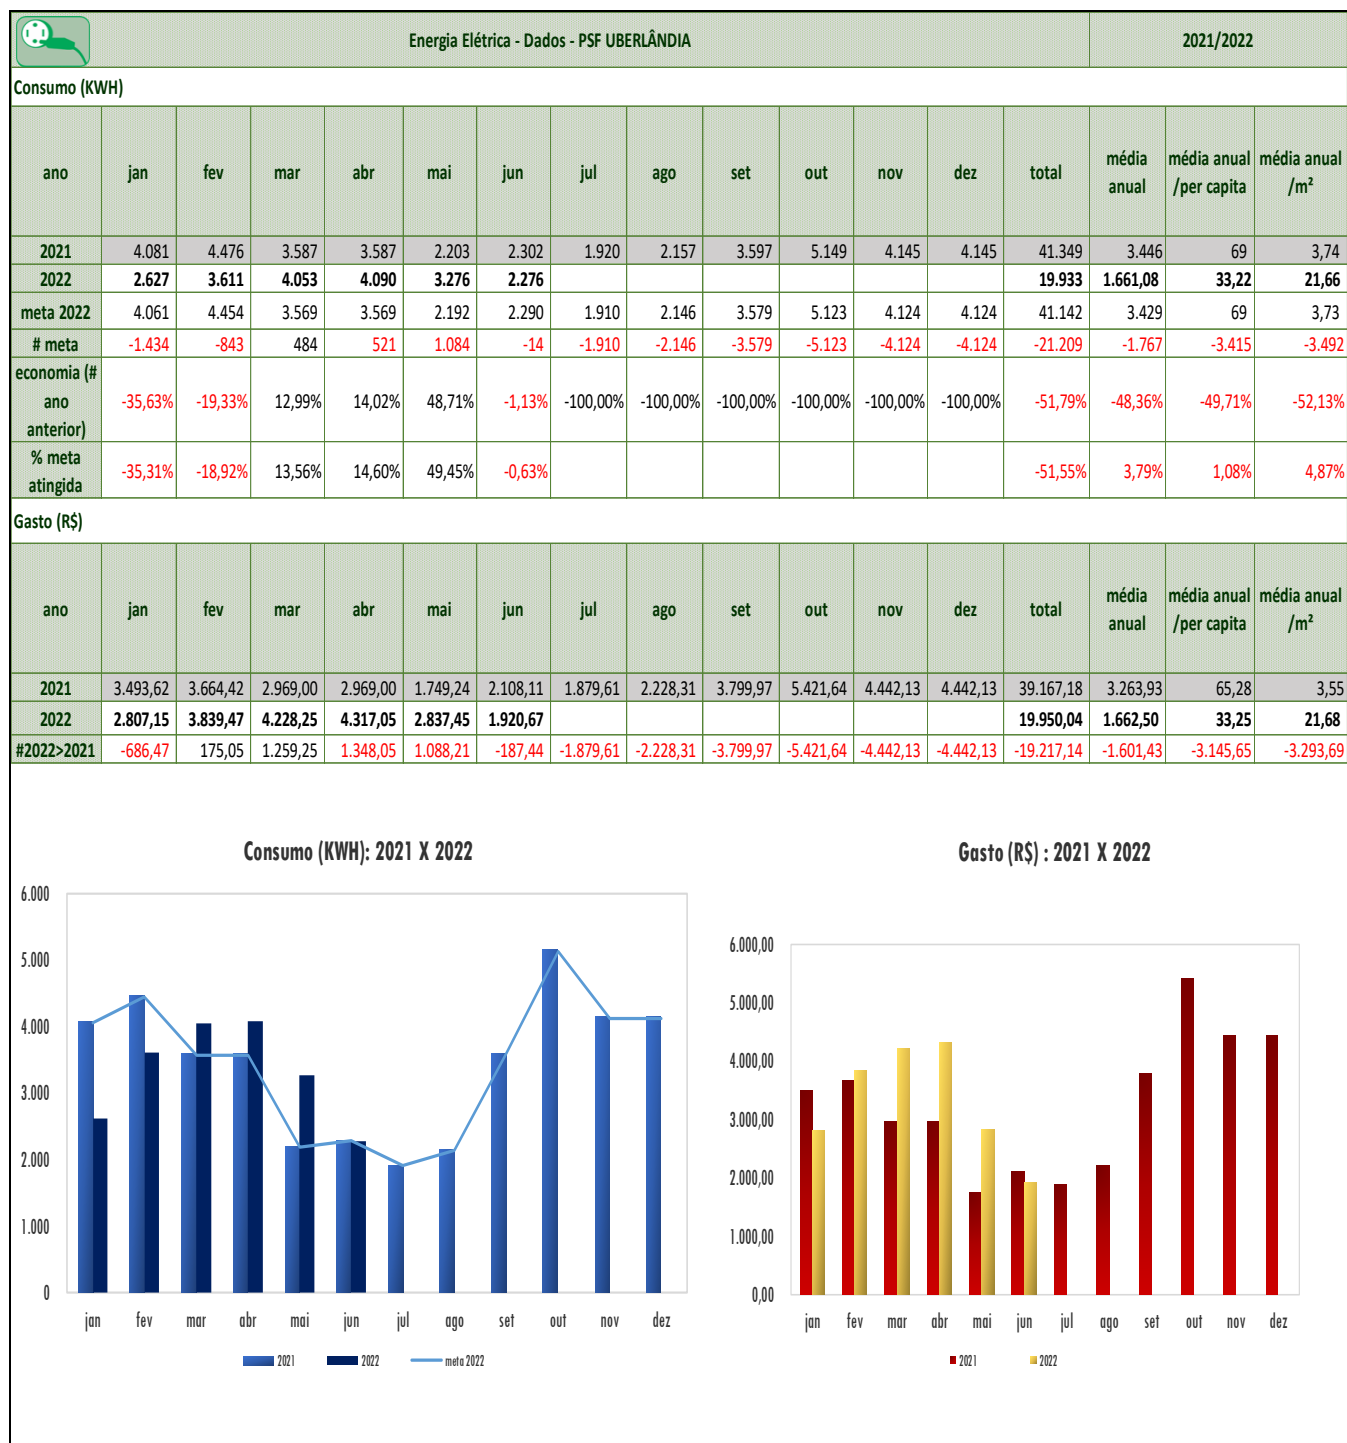 Energia Elétrica - Dados - PSF UBERLÂNDIA 2021/2022
Consumo (KWH)
ano jan fev mar abr mai jun jul ago set out nov dez total média anual média anual /per capita média anual /m²
2021 4.081 4.476 3.587 3.587 2.203 2.302 1.920 2.157 3.597 5.149 4.145 4.145 41.349 3.446 69 3,74
2022 2.627 3.611 4.053 4.090 3.276 2.276 19.933 1.661,08 33,22 21,66
meta 2022 4.061 4.454 3.569 3.569 2.192 2.290 1.910 2.146 3.579 5.123 4.124 4.124 41.142 3.429 69 3,73
# meta -1.434 -843 484 521 1.084 -14 -1.910 -2.146 -3.579 -5.123 -4.124 -4.124 -21.209 -1.767 -3.415 -3.492
economia (# ano anterior) -35,63% -19,33% 12,99% 14,02% 48,71% -1,13% -100,00% -100,00% -100,00% -100,00% -100,00% -100,00% -51,79% -48,36% -49,71% -52,13%
% meta atingida -35,31% -18,92% 13,56% 14,60% 49,45% -0,63% -51,55% 3,79% 1,08% 4,87%
Gasto (R$)
ano jan fev mar abr mai jun jul ago set out nov dez total média anual média anual /per capita média anual /m²
2021 3.493,62 3.664,42 2.969,00 2.969,00 1.749,24 2.108,11 1.879,61 2.228,31 3.799,97 5.421,64 4.442,13 4.442,13 39.167,18 3.263,93 65,28 3,55
2022 2.807,15 3.839,47 4.228,25 4.317,05 2.837,45 1.920,67 19.950,04 1.662,50 33,25 21,68
#2022>2021 -686,47 175,05 1.259,25 1.348,05 1.088,21 -187,44 -1.879,61 -2.228,31 -3.799,97 -5.421,64 -4.442,13 -4.442,13 -19.217,14 -1.601,43 -3.145,65 -3.293,69
Consumo (KWH): 2021 X 2022
6.000
5.000
4.000
3.000
2.000
1.000
0
jan fev mar abr mai jun jul ago set out nov dez
2021 2022 meta 2022
Gasto (R$) : 2021 X 2022
6.000,00
5.000,00
4.000,00
3.000,00
2.000,00
1.000,00
0,00
jan fev mar abr mai jun jul ago set out nov dez
2021 2022